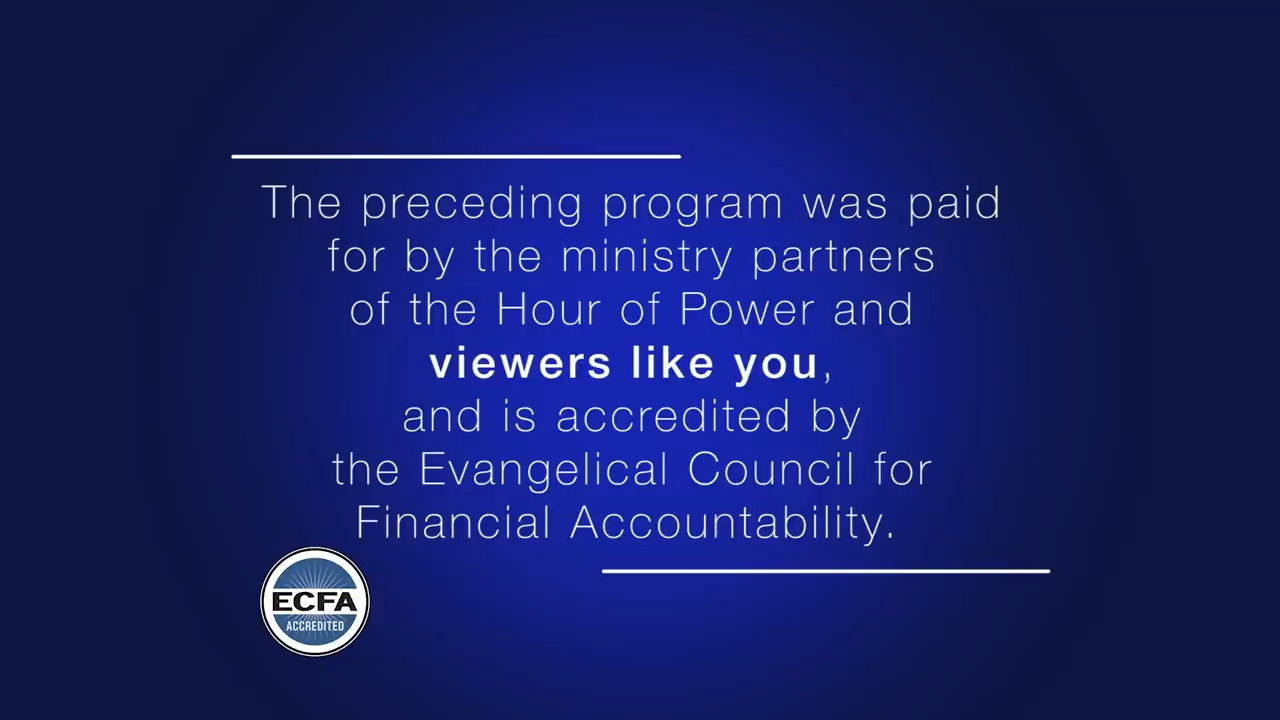 The preceding program was paid
for by the ministry partners
of the Hour of Power and
viewers like you,
and is accredited by
the Evangelical Council for
Financial Accountability.
ECFA
ACCREDITED